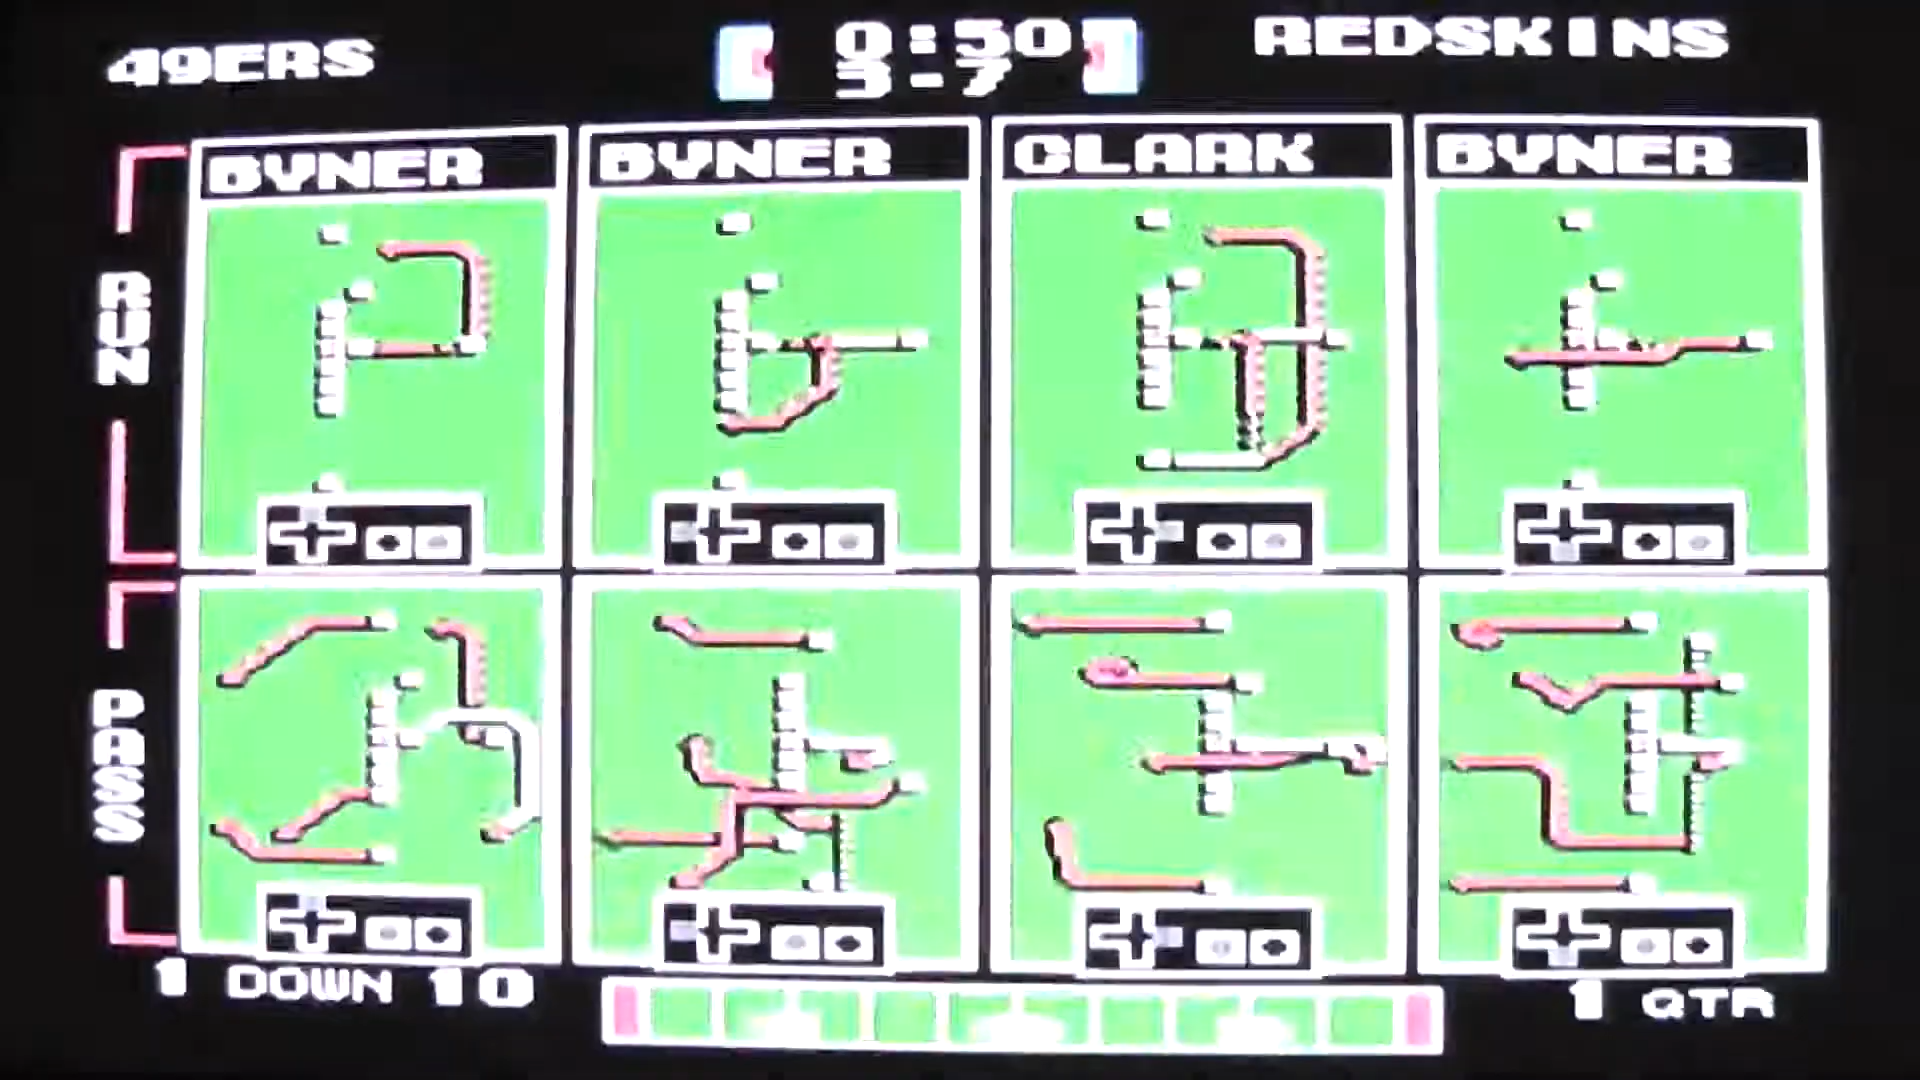 49ERS
0:50
3-7
REDSKINS
BYNER
BYNER
CLARK
BYNER
RUN
PASS
1 DOWN 10
1 QTR